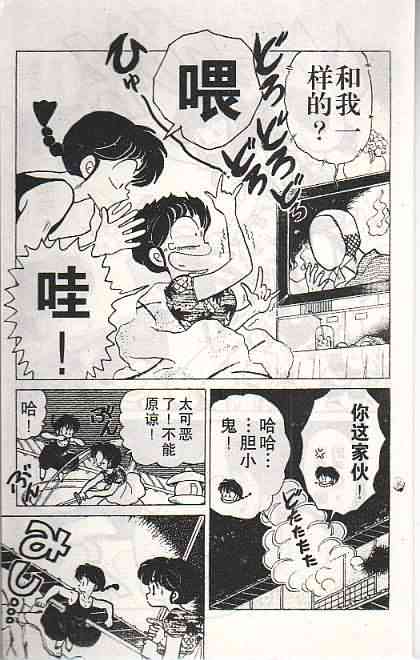 和我一
样的？
どろ
どろ
どろ
どろ
喂
ひゅ～
哇！
你这家伙！
哈哈…
…胆小
鬼！
どたたたた
太可恶
了！不能
原谅！
ぶん
哈！
ぶん
みし…